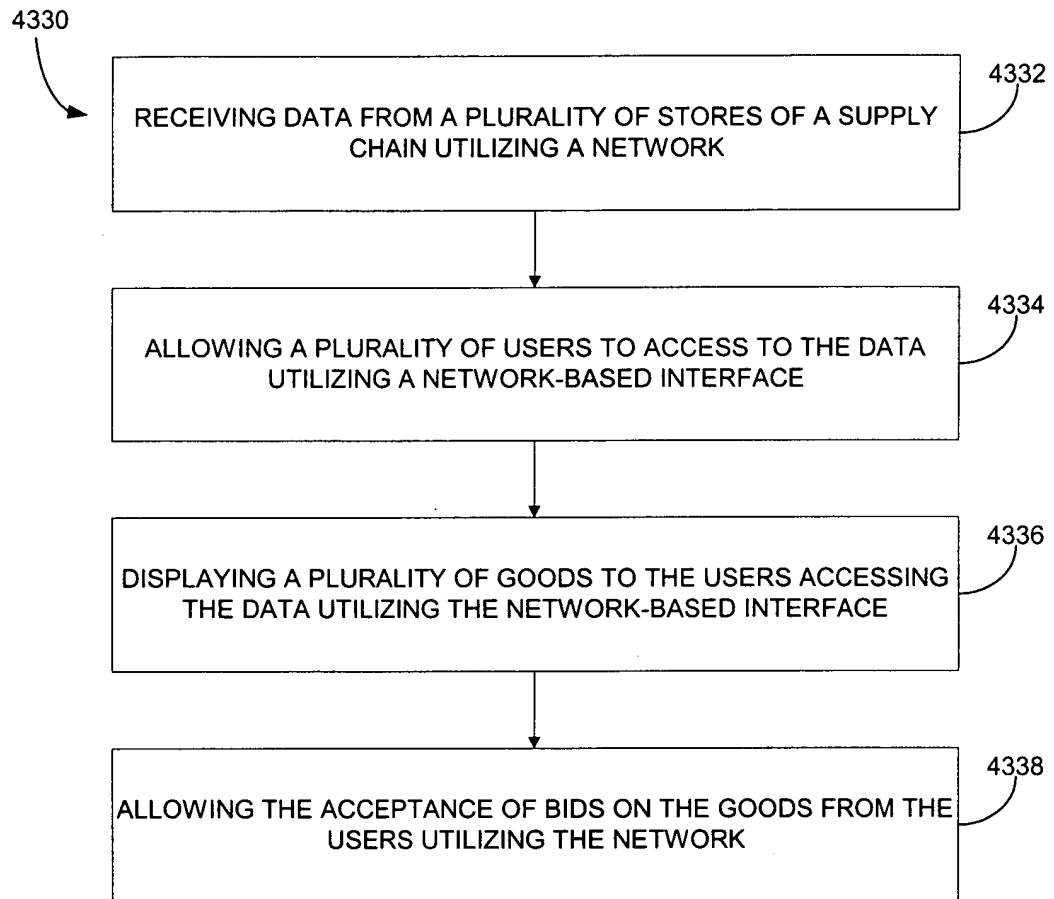 4330
4332
RECEIVING DATA FROM A PLURALITY OF STORES OF A SUPPLY
CHAIN UTILIZING A NETWORK
4334
ALLOWING A PLURALITY OF USERS TO ACCESS TO THE DATA
UTILIZING A NETWORK-BASED INTERFACE
4336
DISPLAYING A PLURALITY OF GOODS TO THE USERS ACCESSING
THE DATA UTILIZING THE NETWORK-BASED INTERFACE
4338
ALLOWING THE ACCEPTANCE OF BIDS ON THE GOODS FROM THE
USERS UTILIZING THE NETWORK